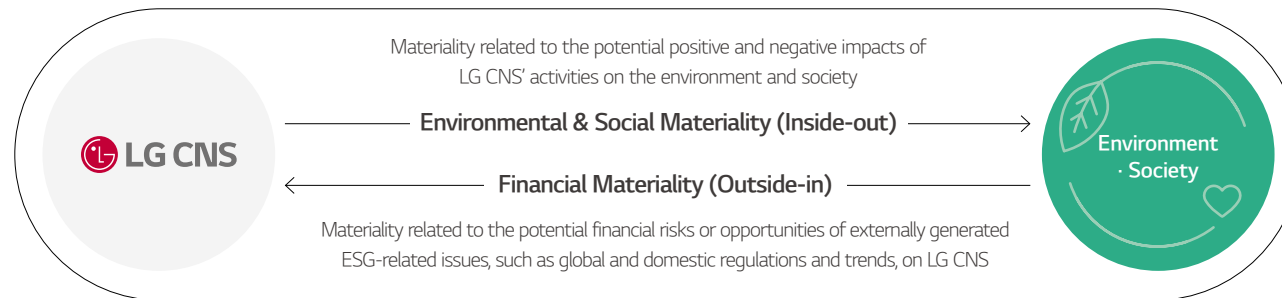 Materiality related to the potential positive and negative impacts of
LG CNS' activities on the environment and society
Environmental & Social Materiality (Inside-out)
LG CNS
Environment
· Society
Financial Materiality (Outside-in)
Materiality related to the potential financial risks or opportunities of externally generated
ESG-related issues, such as global and domestic regulations and trends, on LG CNS